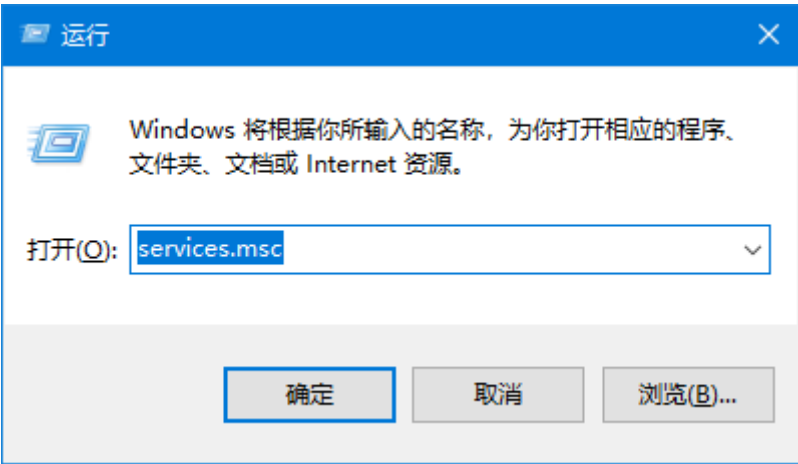 运行
Windows 将根据你所输入的名称，为你打开相应的程序、
文件夹、文档或 Internet 资源。
打开(O): services.msc
确定 取消 浏览(B)...